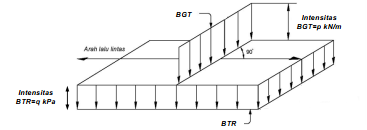 BGT
Intensitas
BGT=p kN/m
Arah lalu lintas
90°
Intensitas
BTR=q kPa
BTR